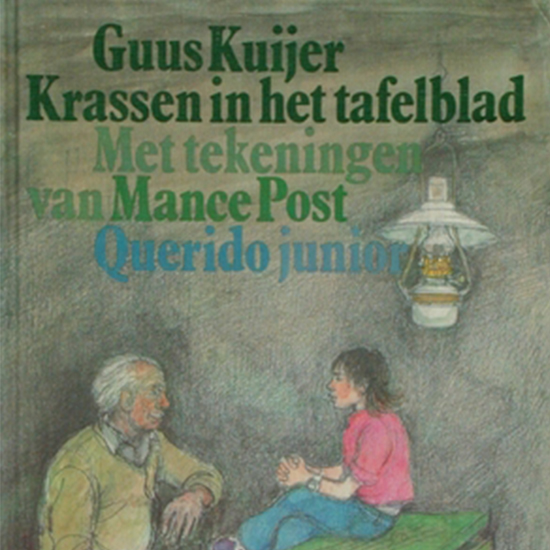 Guus Kuijer
Krassen in het tafelblad
Met tekeningen
van Mance Post
Querido junior